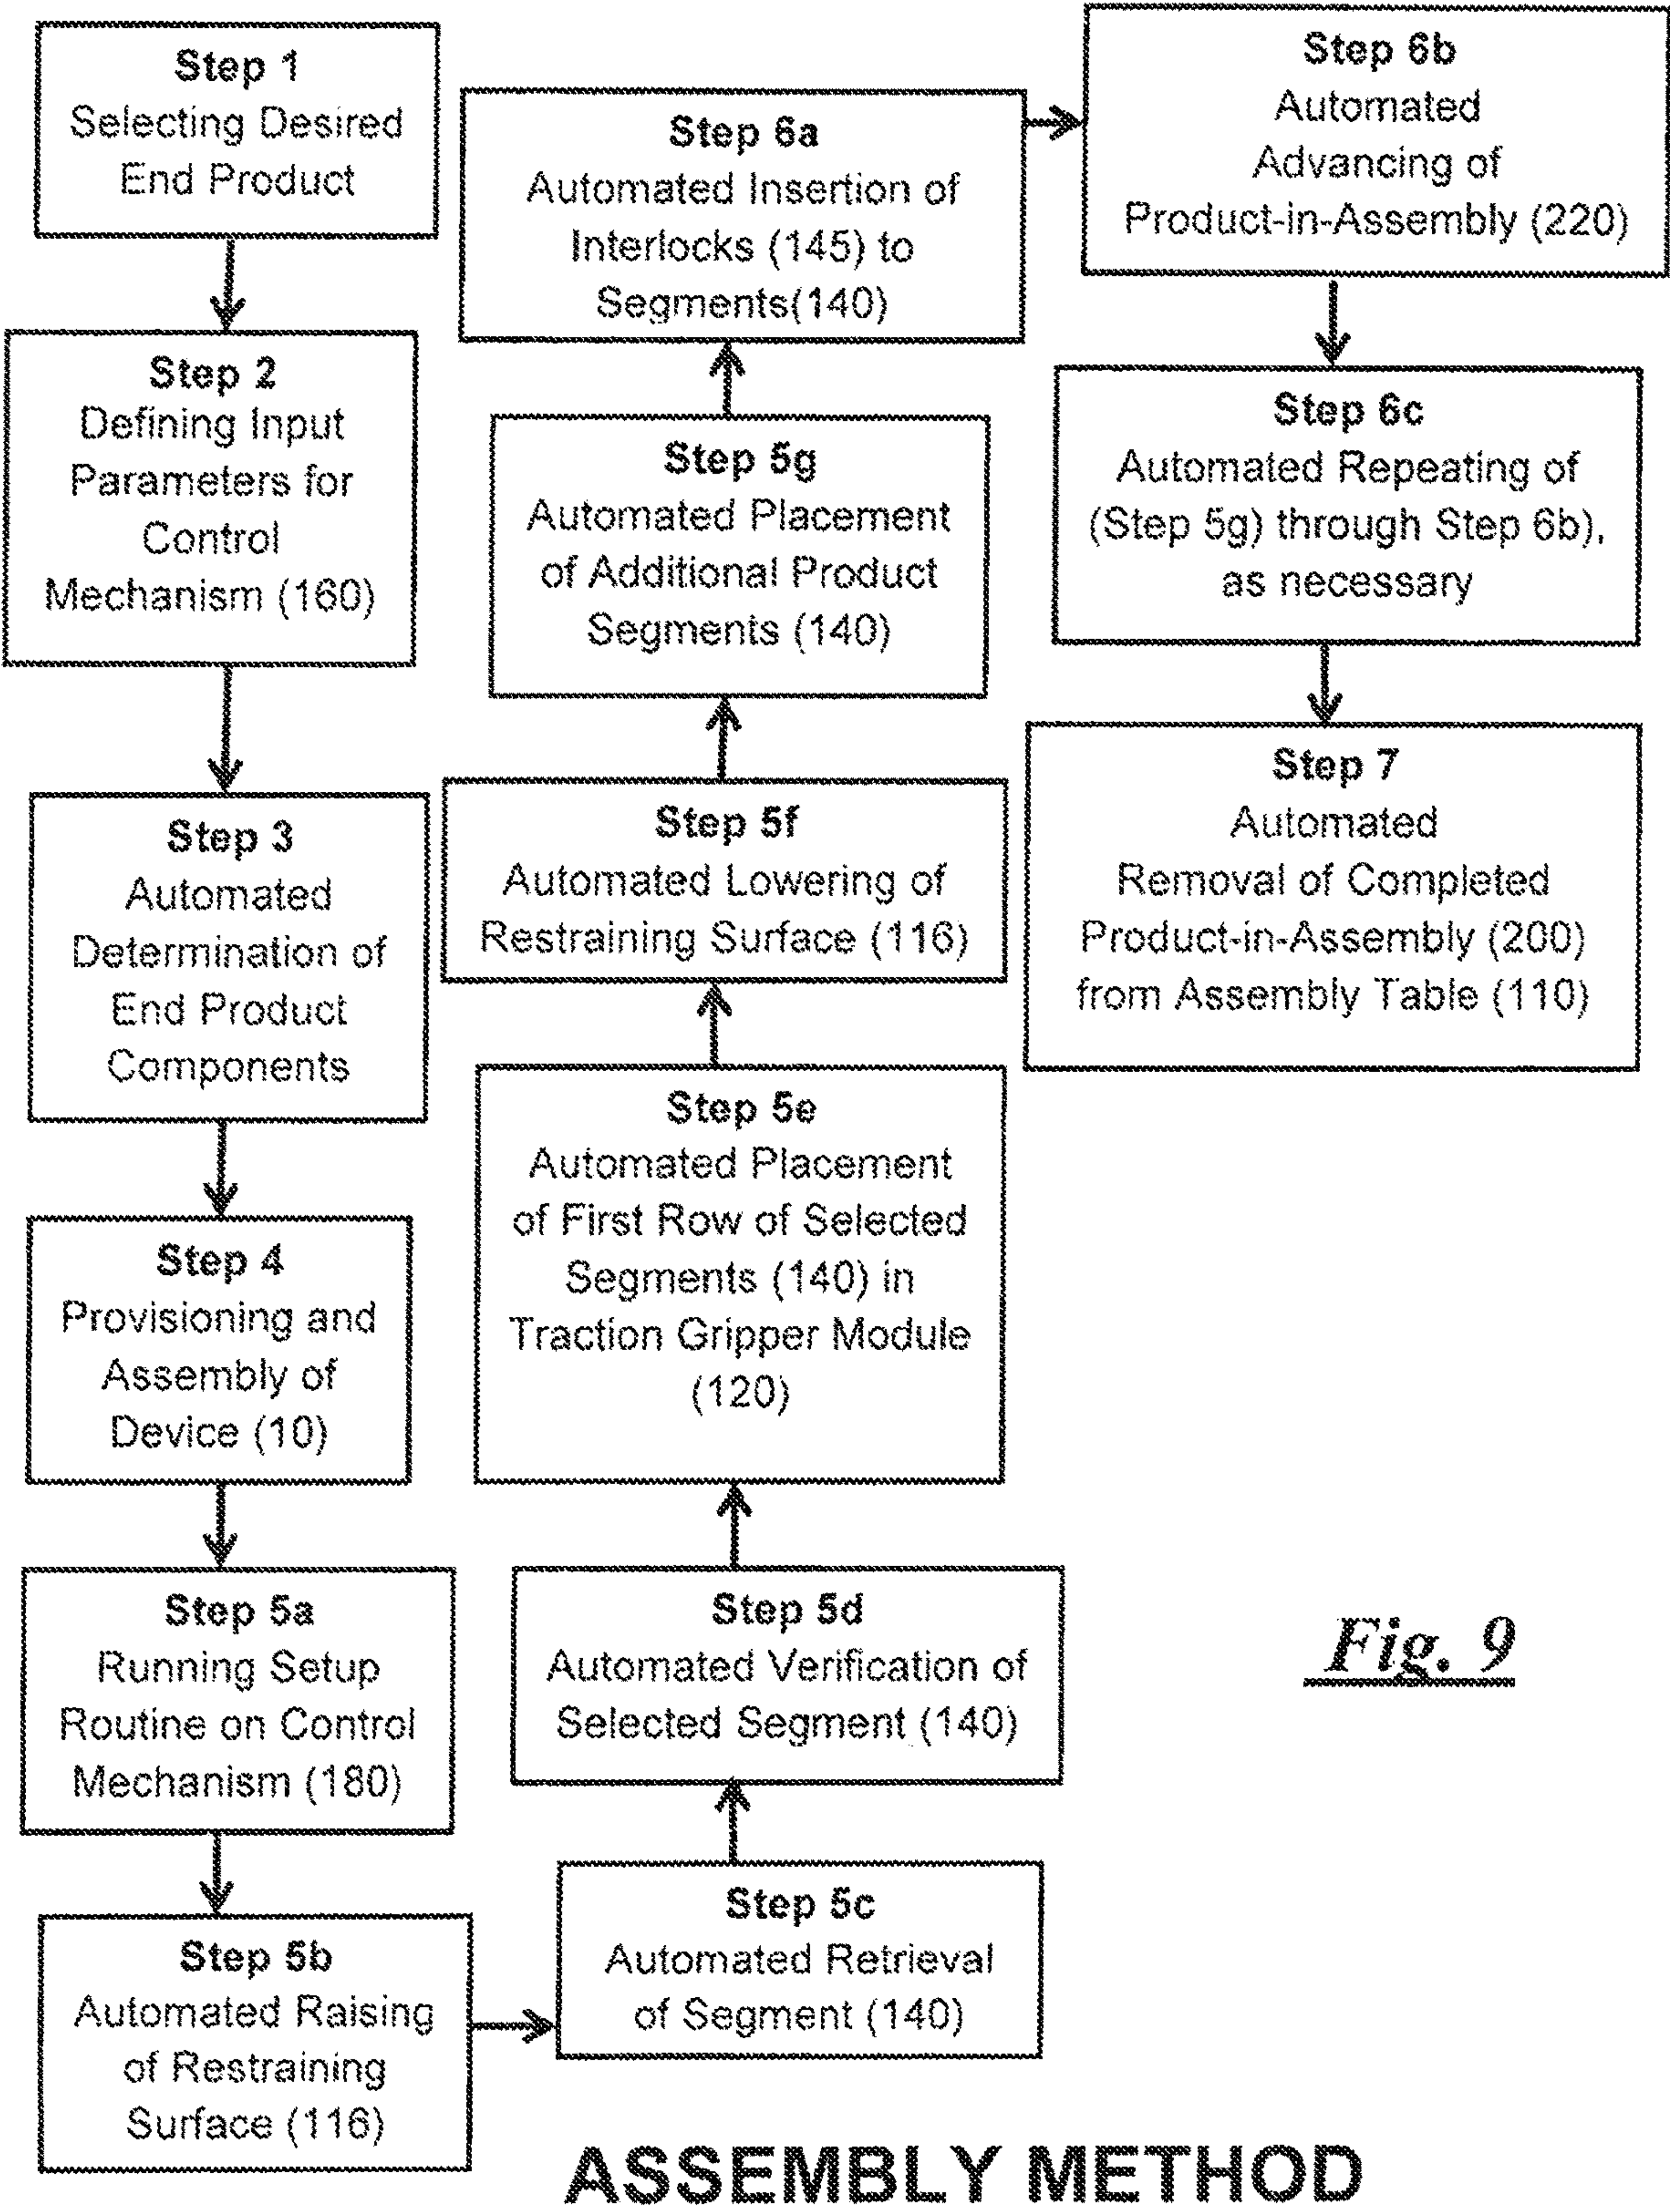 Step 1
Selecting Desired
End Product
Step 2
Defining Input
Parameters for
Control
Mechanism (160)
Step 3
Automated
Determination of
End Product
Components
Step 4
Provisioning and
Assembly of
Device (10)
Step 5a
Running Setup
Routine on Control
Mechanism (180)
Step 5b
Automated Raising
of Restraining
Surface (116)
Step 5c
Automated Retrieval
of Segment (140)
Step 5d
Automated Verification of
Selected Segment (140)
Step 5e
Automated Placement
of First Row of Selected
Segments (140) in
Traction Gripper Module
(120)
Step 5f
Automated Lowering of
Restraining Surface (116)
Step 5g
Automated Placement
of Additional Product
Segments (140)
Step 6a
Automated Insertion of
Interlocks (145) to
Segments(140)
Step 6b
Automated
Advancing of
Product-in-Assembly (220)
Step 6c
Automated Repeating of
(Step 5g) through Step 6b),
as necessary
Step 7
Automated
Removal of Completed
Product-in-Assembly (200)
from Assembly Table (110)
Fig. 9
ASSEMBLY METHOD